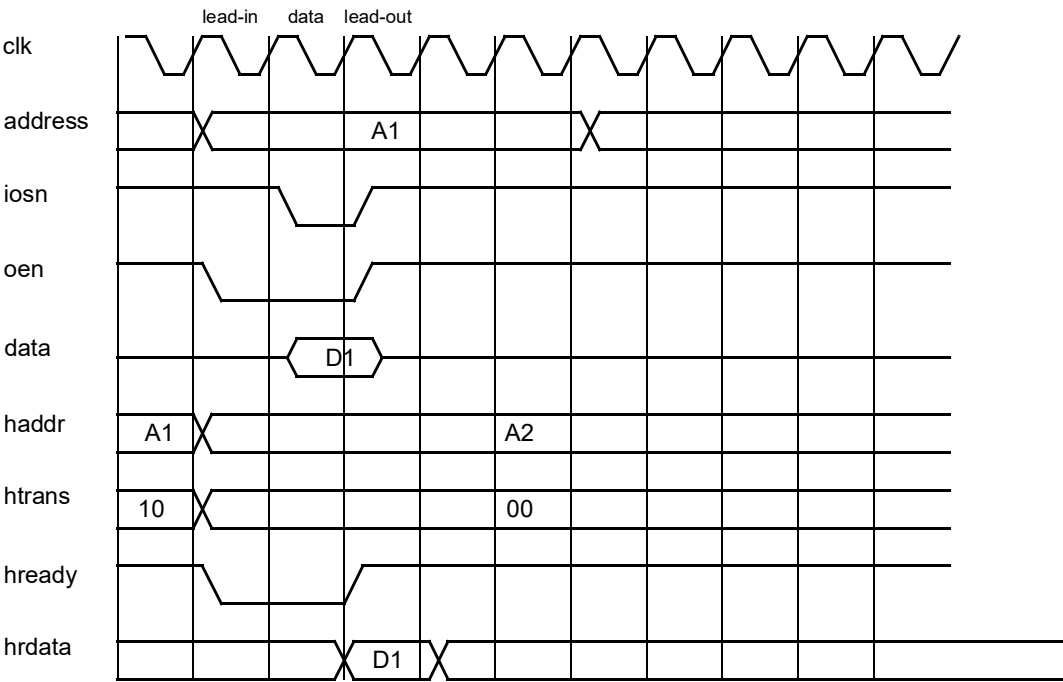 lead-in data lead-out
clk
address A1
iosn
oen
data D1
haddr A1 A2
htrans 10 00
hready
hrdata D1